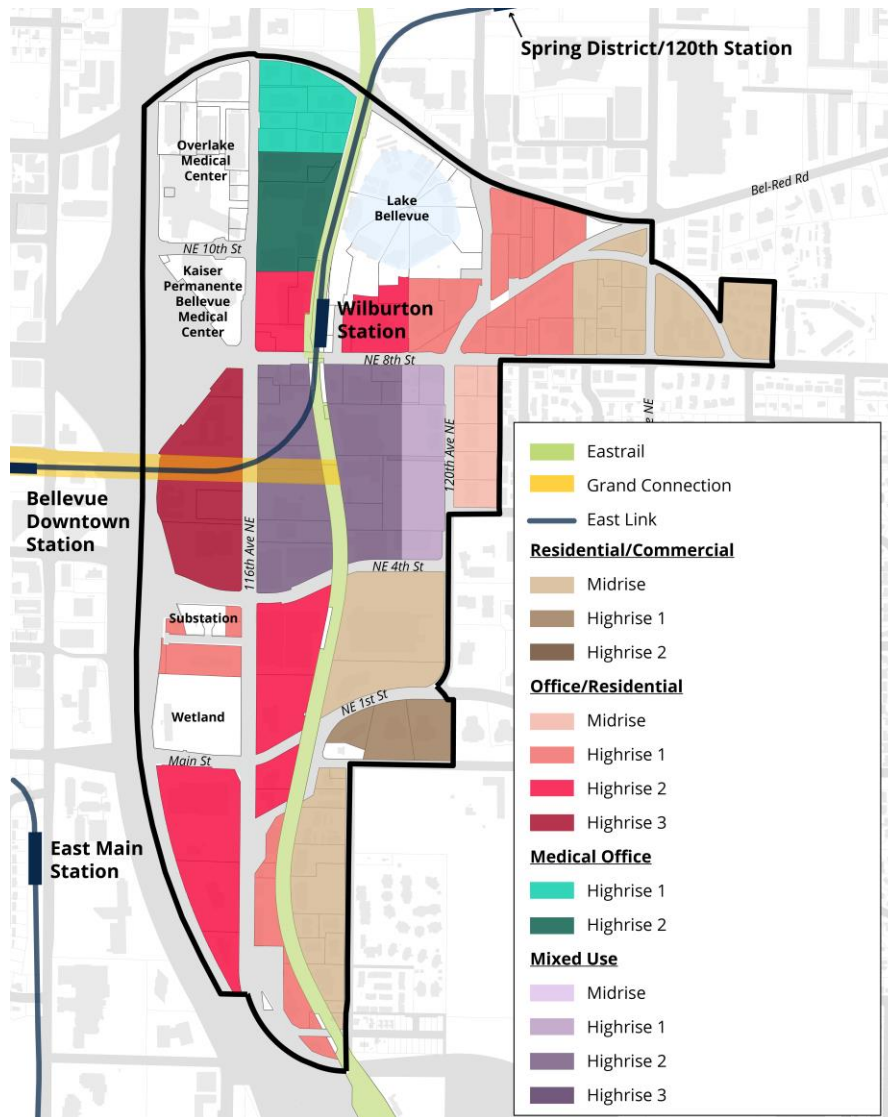 Spring District/120th Station
Overlake
Medical
Center
Bel-Red Rd
Lake
Bellevue
NE 10th St
Kaiser
Permanente
Bellevue
Medical
Center
Wilburton
Station
NE 8th St
120th Ave NE
NE
Bellevue
Downtown
Station
116th Ave NE
NE 4th St
Substation
Wetland
NE 1st St
Main St
East Main
Station
Eastrail
Grand Connection
East Link
Residential/Commercial
Midrise
Highrise 1
Highrise 2
Office/Residential
Midrise
Highrise 1
Highrise 2
Highrise 3
Medical Office
Highrise 1
Highrise 2
Mixed Use
Midrise
Highrise 1
Highrise 2
Highrise 3